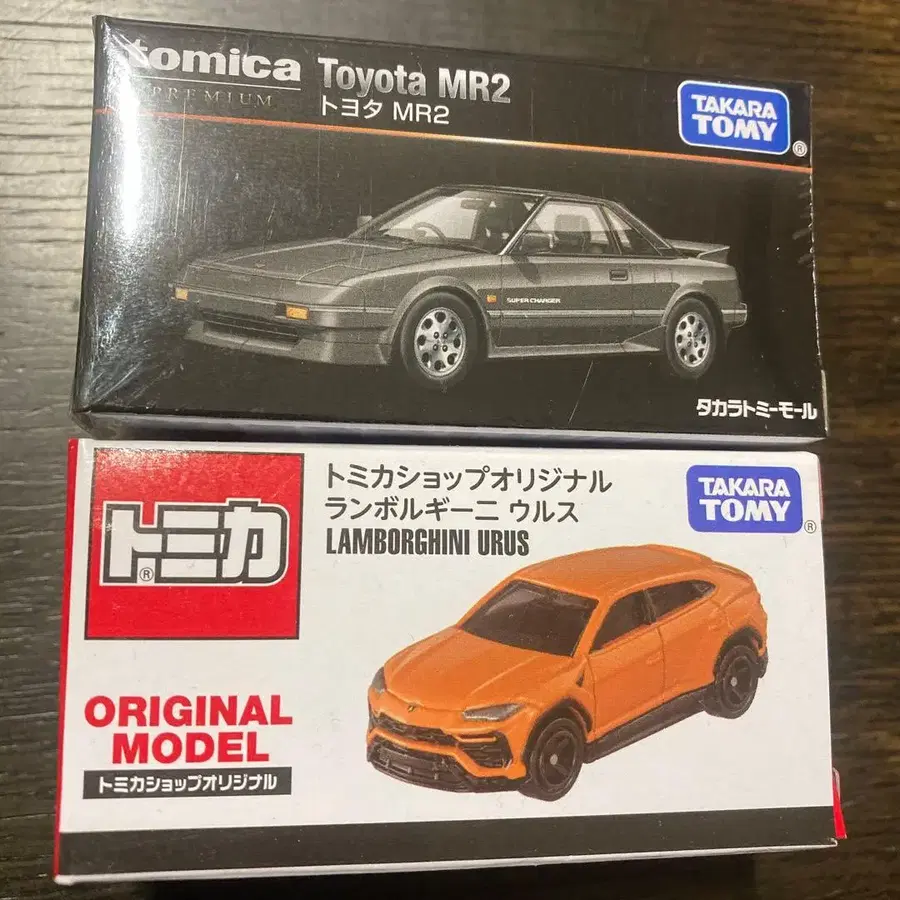 tomica
PREMIUM
Toyota MR2
トヨタ MR2
TAKARA
TOMY
®
SUPER CHARGER
タカラトミーモール
トミカ
®
トミカショップオリジナル
ランボルギーニ ウルス
LAMBORGHINI URUS
TAKARA
TOMY
®
ORIGINAL
MODEL
トミカショップオリジナル